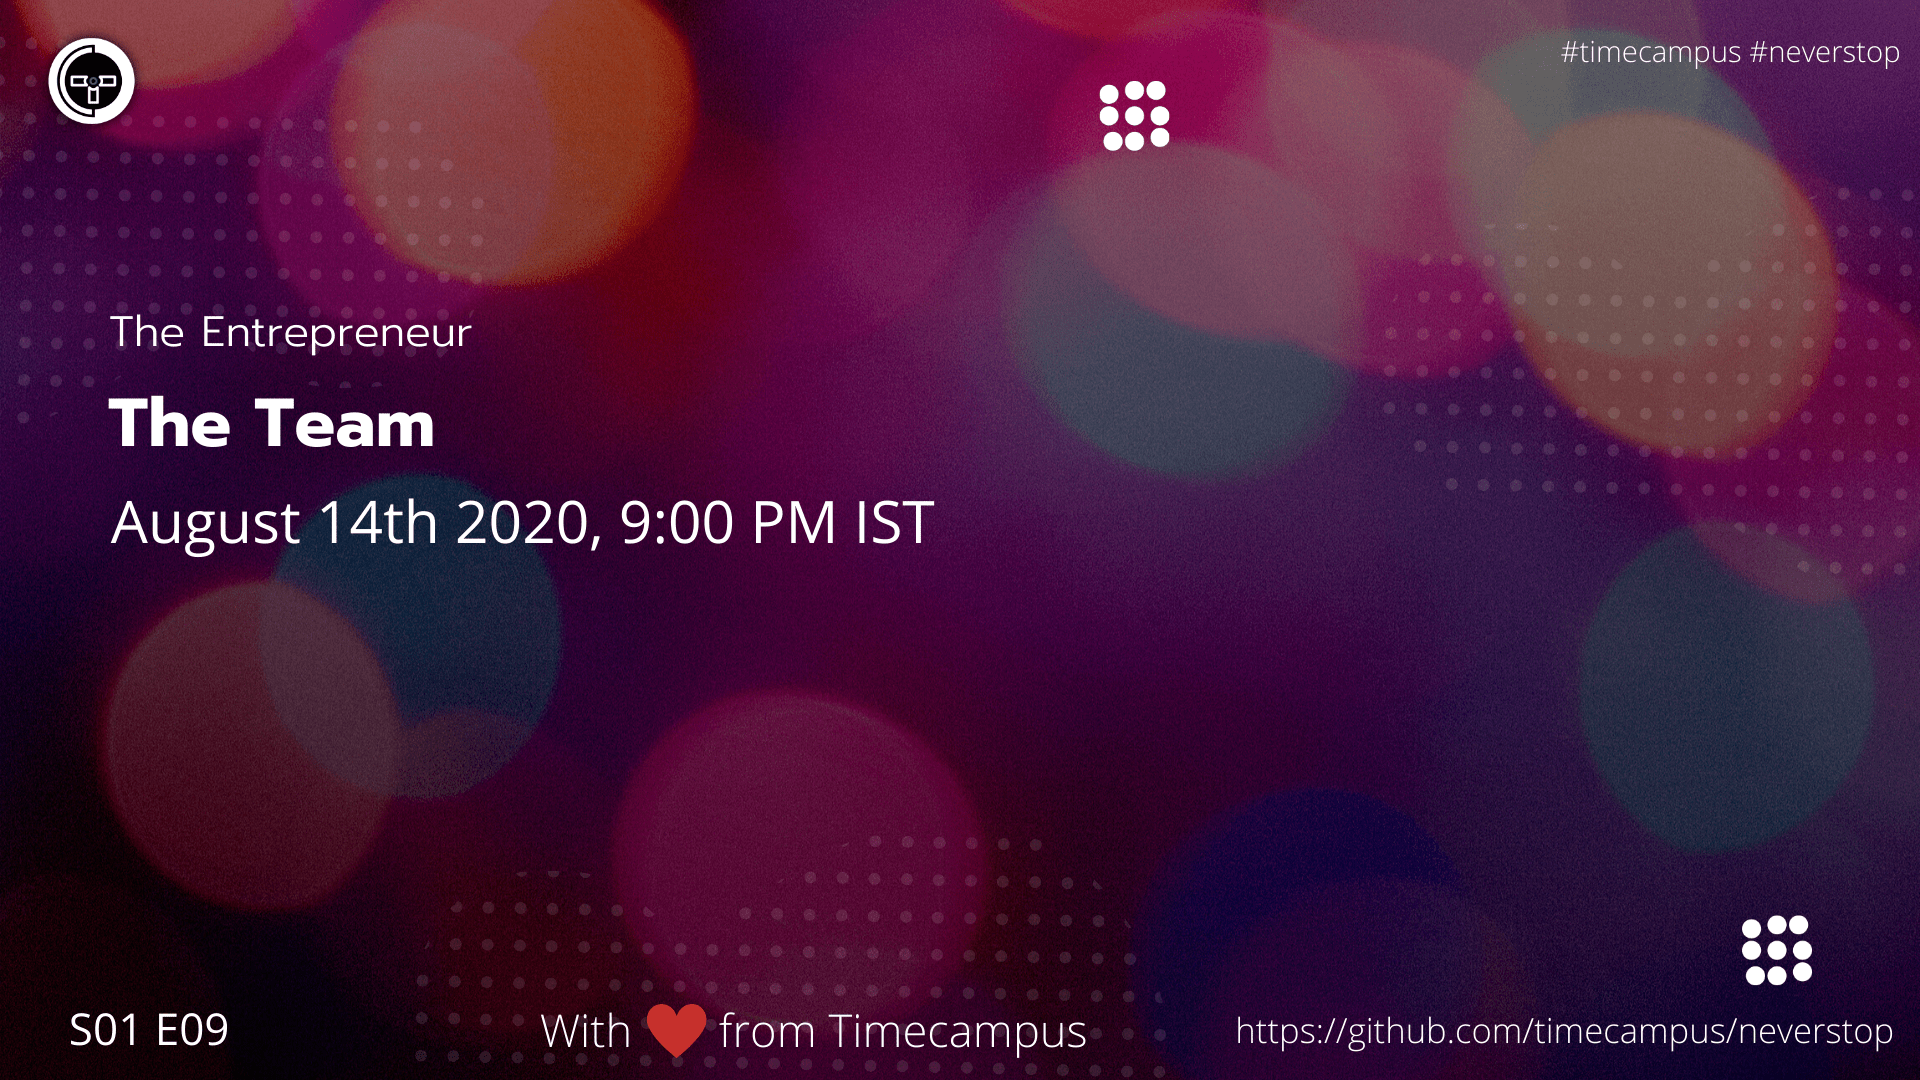 #timecampus #neverstop
The Entrepreneur
The Team
August 14th 2020, 9:00 PM IST
S01 E09
With ❤ from Timecampus
https://github.com/timecampus/neverstop